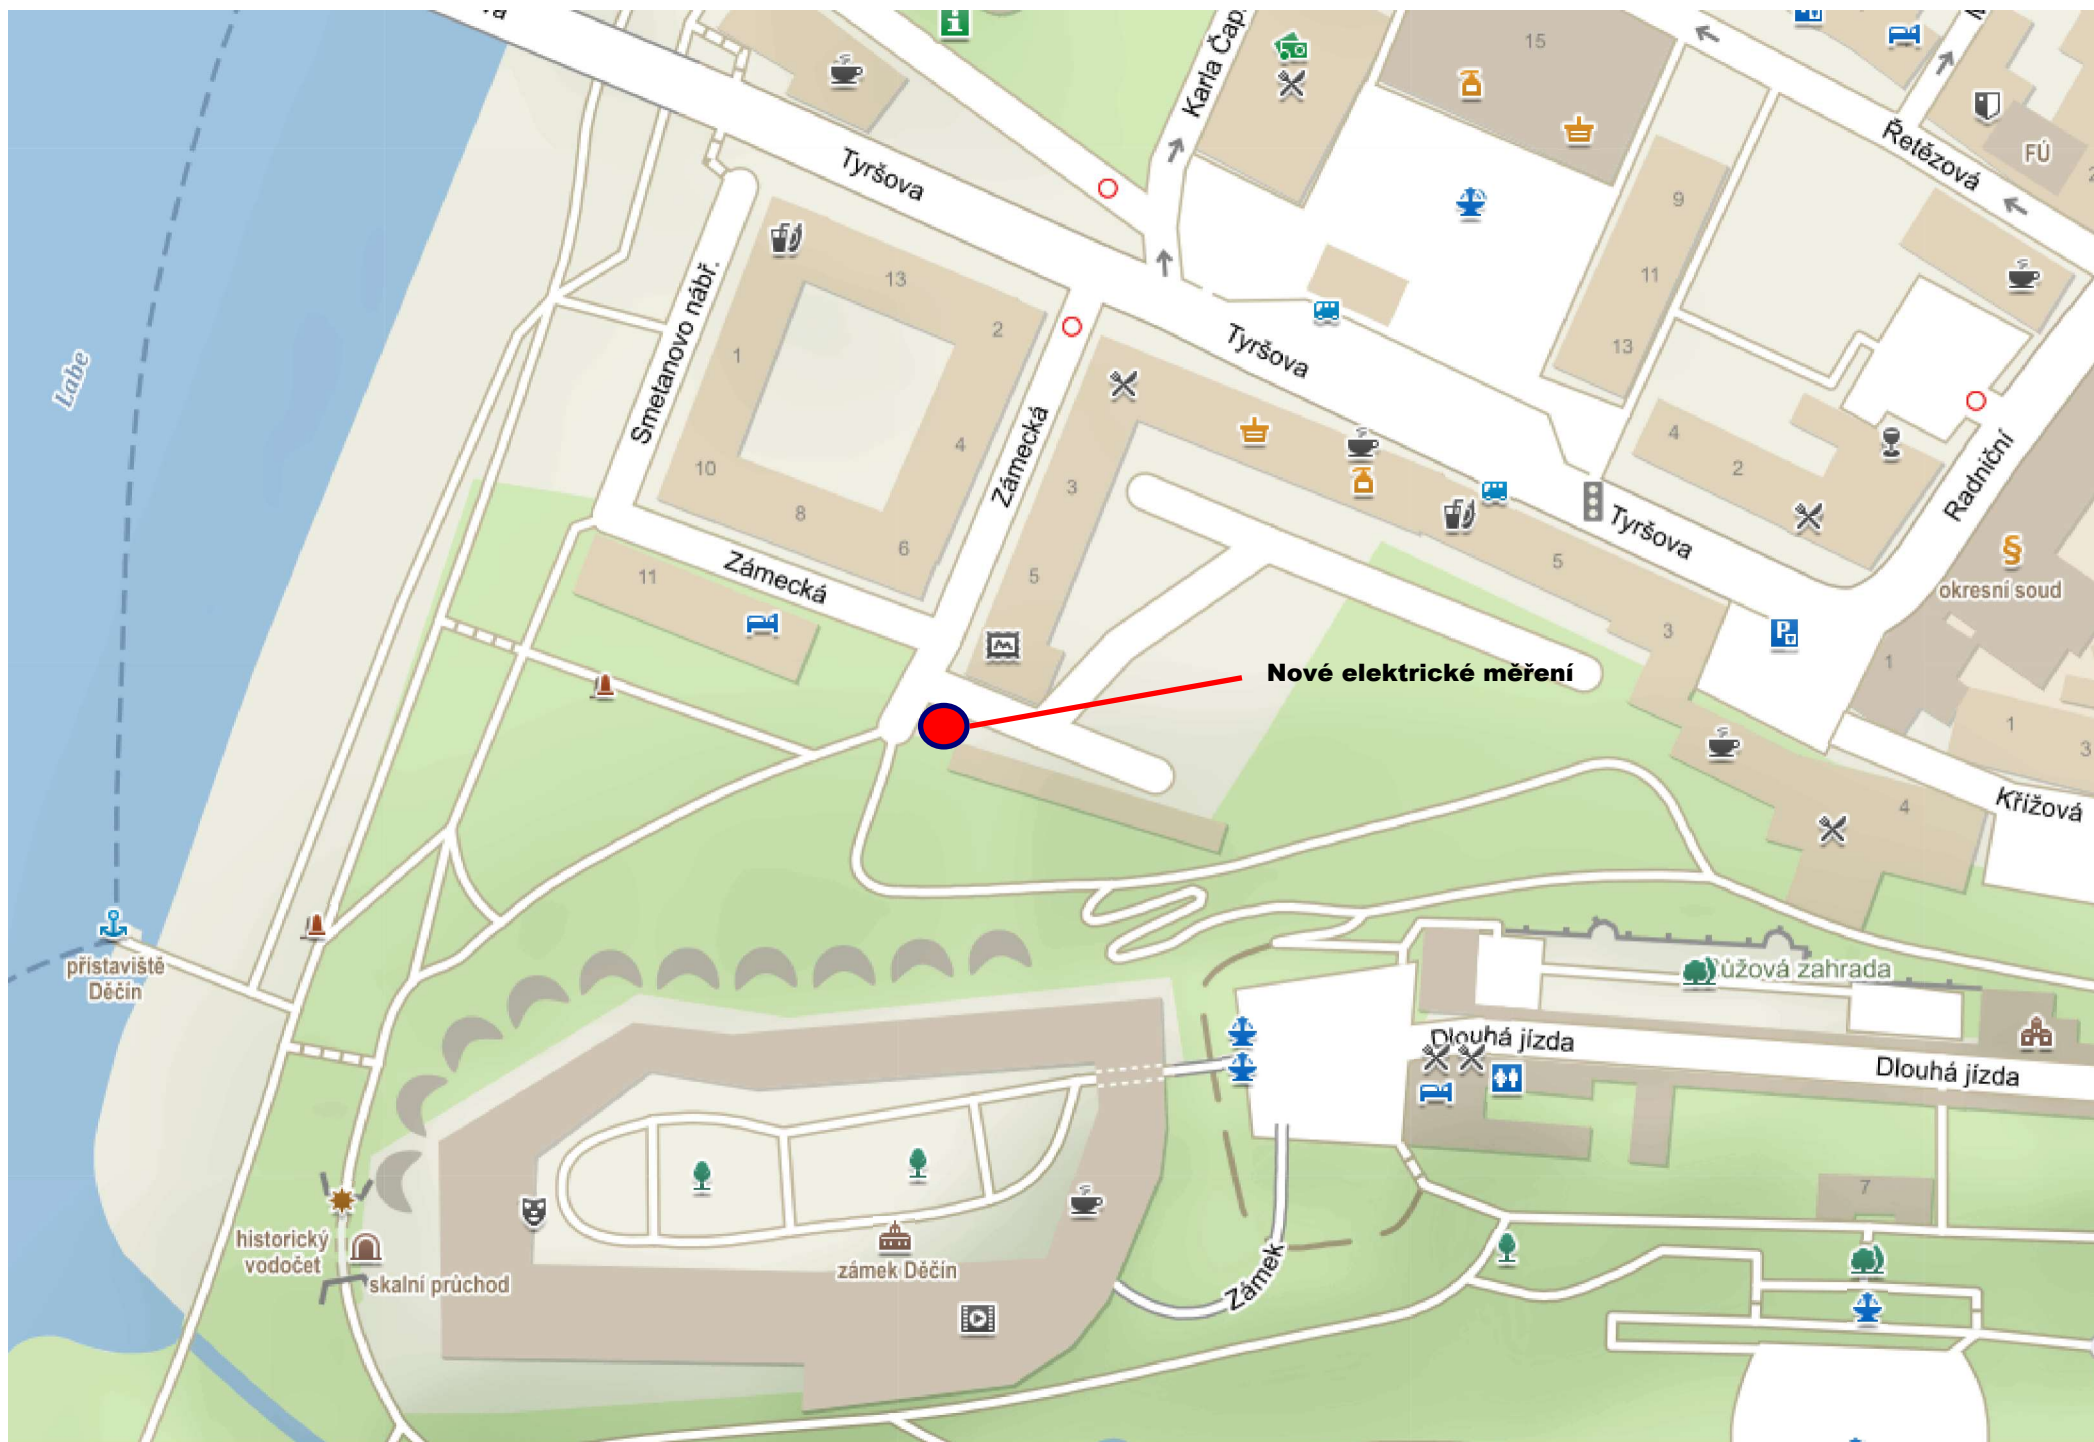 Karla Čap.
15
Řetězová
FÚ
Tyršova
9
Smetanovo nábř.
13
2
11
1
Tyršova
13
Labe
4
Zámecká
4
2
10
3
Radniční
8
Tyršova
6
5
Zámecká
5
§
11
okresní soud
3
P
Nové elektrické měření
1
1
3
4
Křížová
přístaviště
Děčín
ůžová zahrada
Dlouhá jízda
Dlouhá jízda
7
historický
vodočet
skalní průchod
zámek Děčín
Zámek